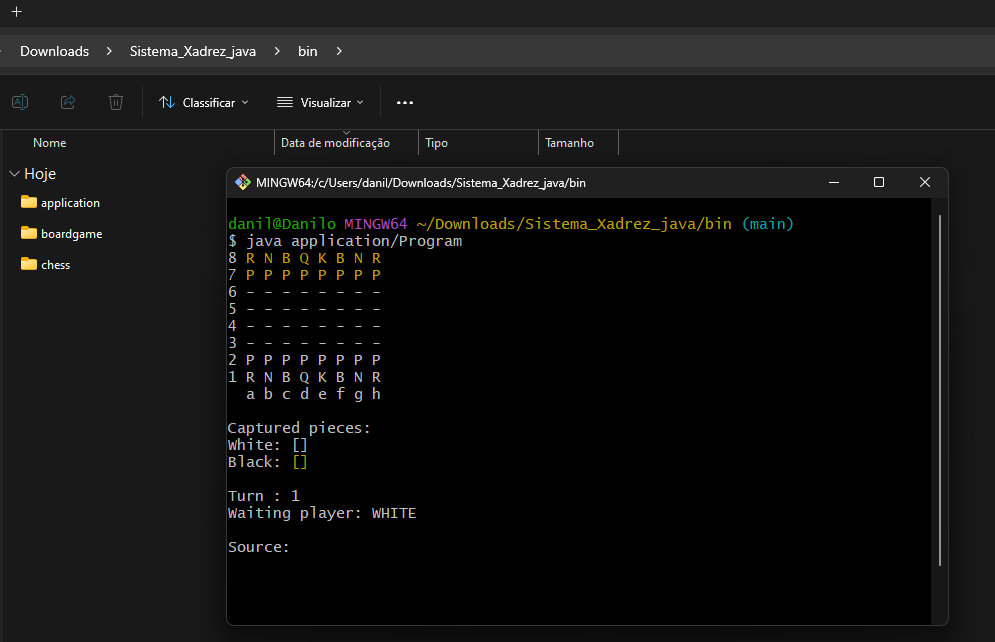 Downloads > Sistema_Xadrez_java > bin >
Classificar Visualizar ...
Nome Data de modificação Tipo Tamanho
Hoje
application
boardgame
chess
MINGW64:/c/Users/danil/Downloads/Sistema_Xadrez_java/bin
danil@Danilo MINGW64 ~/Downloads/Sistema_Xadrez_java/bin (main)
$ java application/Program
8 R N B Q K B N R
7 P P P P P P P P
6 - - - - - - - -
5 - - - - - - - -
4 - - - - - - - -
3 - - - - - - - -
2 P P P P P P P P
1 R N B Q K B N R
  a b c d e f g h
Captured pieces:
White: []
Black: []
Turn : 1
Waiting player: WHITE
Source: